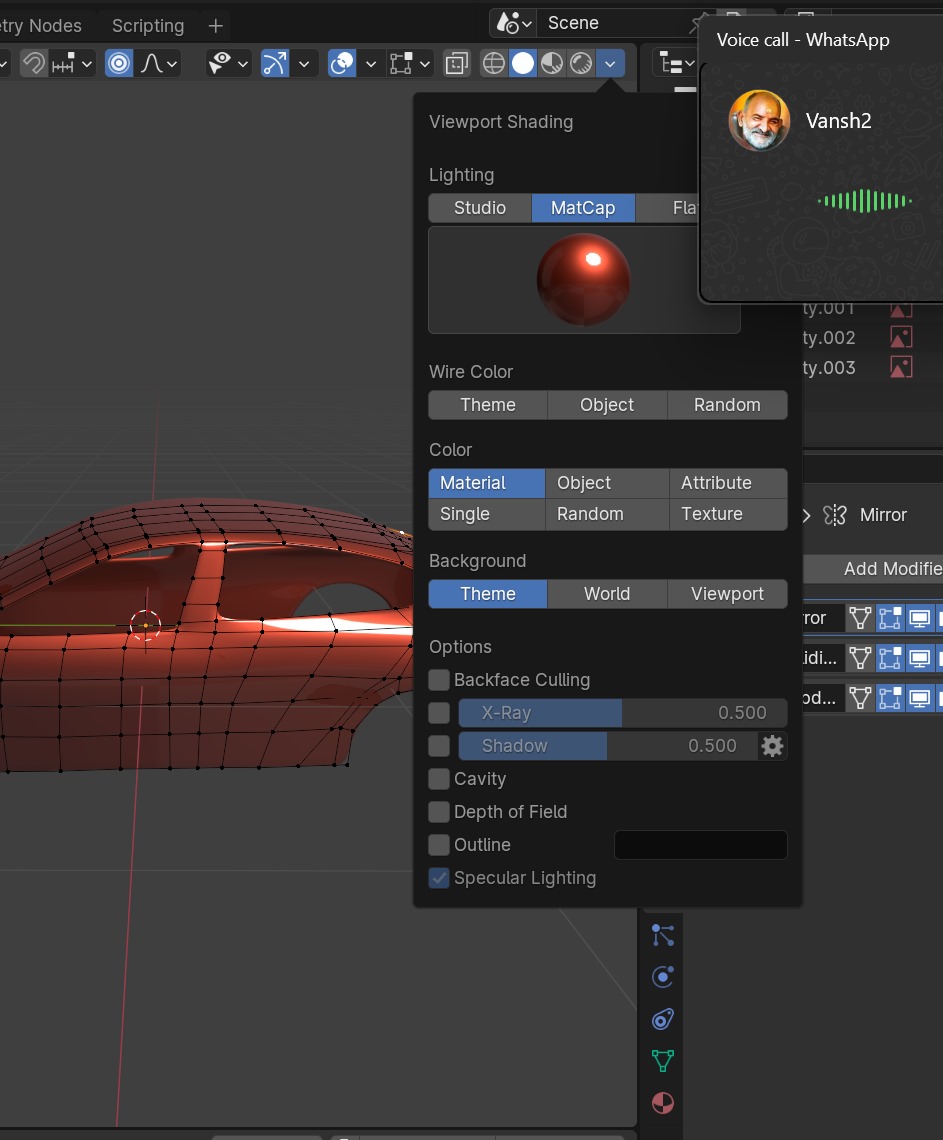 etry Nodes
Scripting
+
Scene
Voice call - WhatsApp
Vansh2
Viewport Shading
Lighting
Studio
MatCap
Fla
Wire Color
Theme
Object
Random
ty.001
ty.002
ty.003
Color
Material
Object
Attribute
Single
Random
Texture
Mirror
Background
Theme
World
Viewport
Add Modifie
ror
idi...
bd...
Options
Backface Culling
X-Ray
0.500
Shadow
0.500
Cavity
Depth of Field
Outline
Specular Lighting